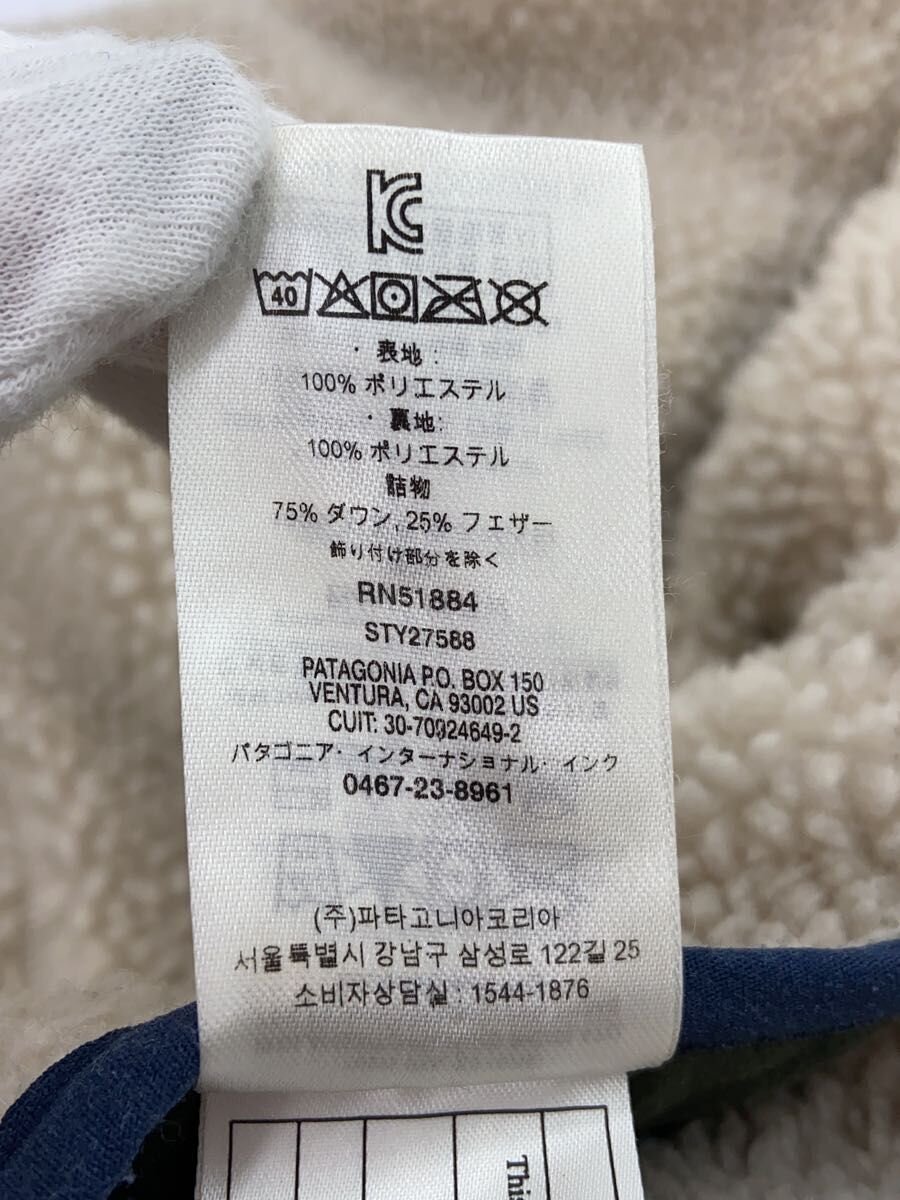 KC
40
・表地:
100% ポリエステル
・裏地:
100% ポリエステル
詰物
75% ダウン, 25% フェザー
飾り付け部分を除く
RN51884
STY27588
PATAGONIA P.O. BOX 150
VENTURA, CA 93002 US
CUIT: 30-70924649-2
パタゴニア・インターナショナル・インク
0467-23-8961
(주)파타고니아코리아
서울특별시 강남구 삼성로 122길 25
소비자상담실 : 1544-1876